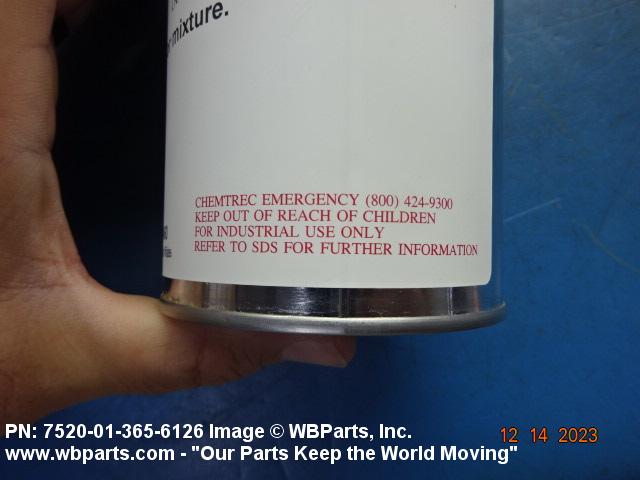 mixture.
CHEMTREC EMERGENCY (800) 424-9300
KEEP OUT OF REACH OF CHILDREN
FOR INDUSTRIAL USE ONLY
REFER TO SDS FOR FURTHER INFORMATION
PN: 7520-01-365-6126 Image © WBParts, Inc.
12 14 2023
www.wbparts.com - "Our Parts Keep the World Moving"